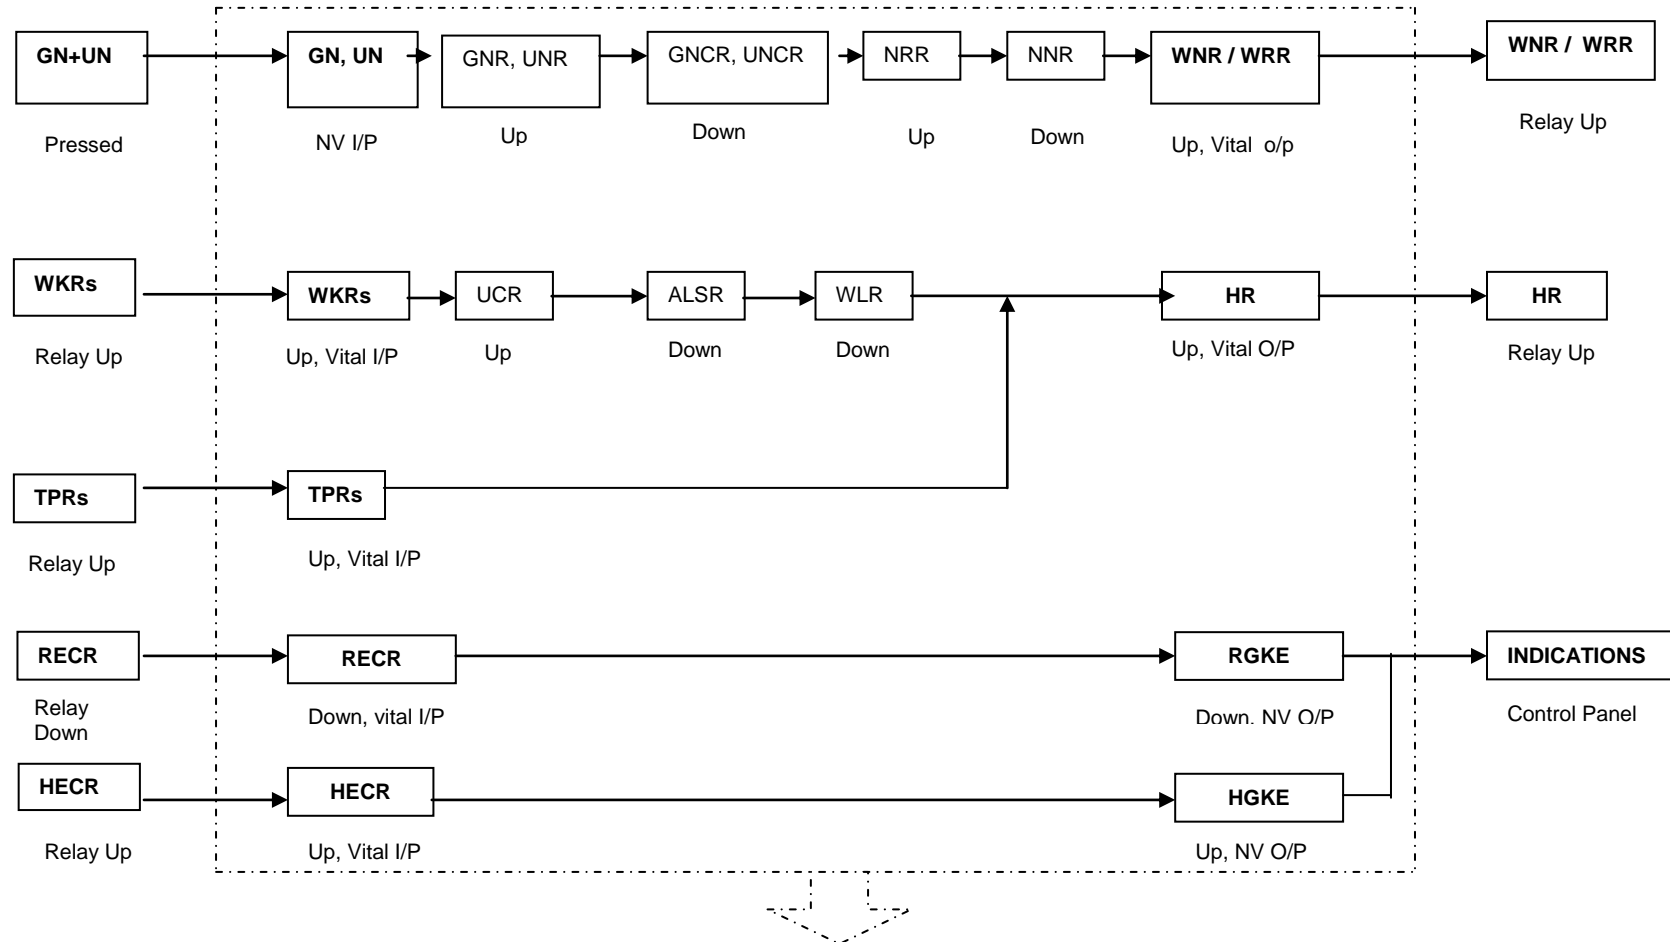 GN+UN
GN, UN
GNR, UNR
GNCR, UNCR
NRR
NNR
WNR / WRR
WNR / WRR
Pressed
NV I/P
Up
Down
Up
Down
Up, Vital o/p
Relay Up
WKRs
WKRs
UCR
ALSR
WLR
HR
HR
Relay Up
Up, Vital I/P
Up
Down
Down
Up, Vital O/P
Relay Up
TPRs
TPRs
Relay Up
Up, Vital I/P
RECR
RECR
RGKE
INDICATIONS
Relay
Down
Down, vital I/P
Down, NV O/P
Control Panel
HECR
HECR
HGKE
Relay Up
Up, Vital I/P
Up, NV O/P